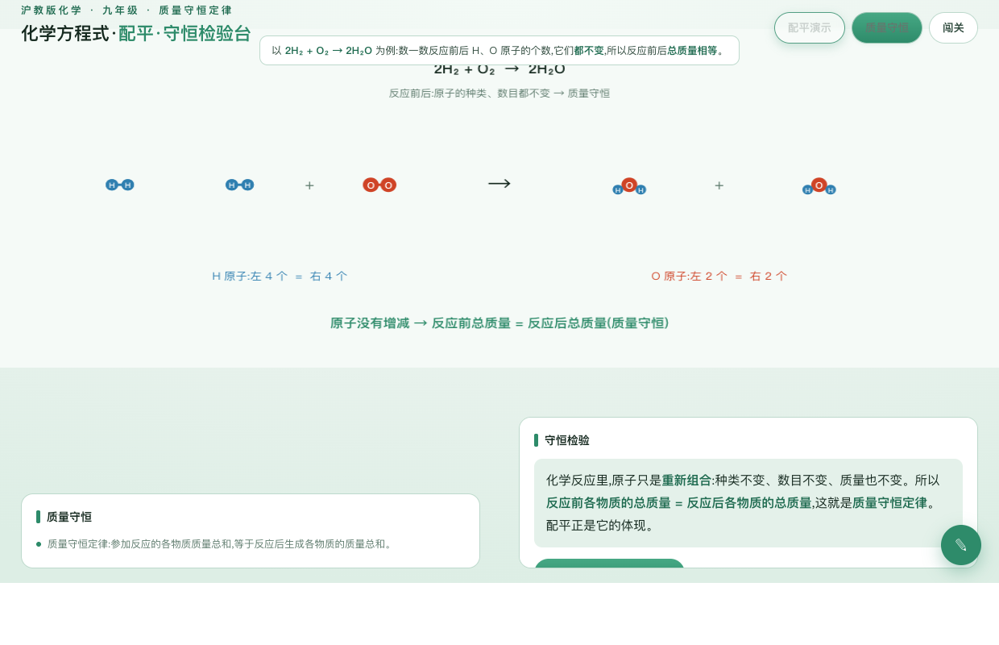 沪教版化学 · 九年级 · 质量守恒定律
化学方程式·配平·守恒检验台
配平演示
质量守恒
闯关
以 2H₂ + O₂ → 2H₂O 为例:数一数反应前后 H、O 原子的个数,它们都不变,所以反应前后总质量相等。
2H₂ + O₂ → 2H₂O
反应前后:原子的种类、数目都不变 → 质量守恒
H H H H + O O → H O H + H O H
H 原子:左 4 个 = 右 4 个
O 原子:左 2 个 = 右 2 个
原子没有增减 → 反应前总质量 = 反应后总质量(质量守恒)
质量守恒
质量守恒定律:参加反应的各物质质量总和,等于反应后生成各物质的质量总和。
守恒检验
化学反应里,原子只是重新组合:种类不变、数目不变、质量也不变。所以
反应前各物质的总质量 = 反应后各物质的总质量,这就是质量守恒定律。
配平正是它的体现。